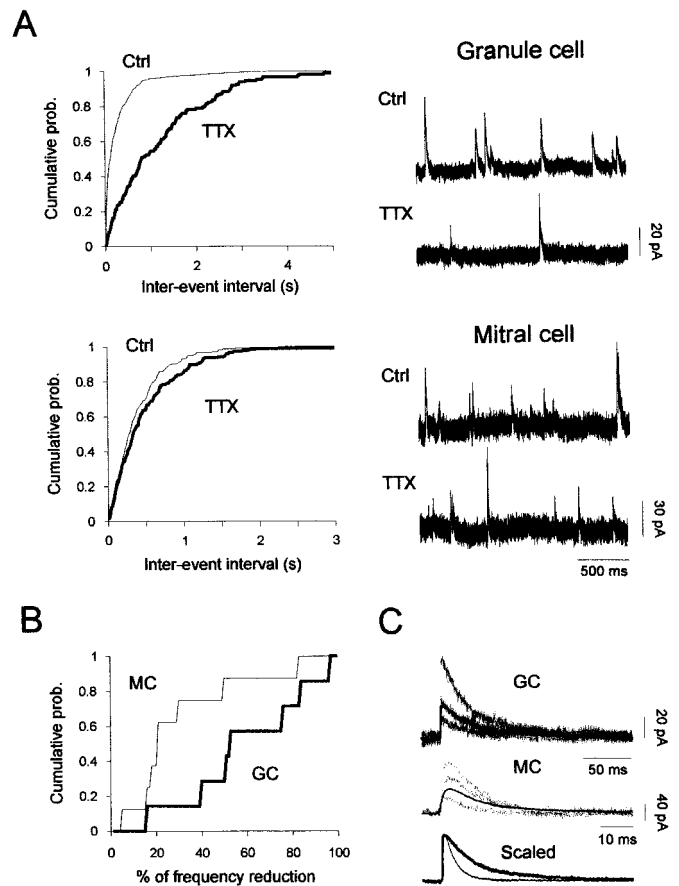 A
Ctrl
TTX
Cumulative prob.
1
0.8
0.6
0.4
0.2
0
0 2 4
Inter-event interval (s)
Granule cell
Ctrl
TTX
20 pA
Ctrl
TTX
Cumulative prob.
1
0.8
0.6
0.4
0.2
0
0 1 2 3
Inter-event interval (s)
Mitral cell
Ctrl
TTX
30 pA
500 ms
B
MC
GC
Cumulative prob.
1
0.8
0.6
0.4
0.2
0
0 20 40 60 80 100
% of frequency reduction
C
GC
20 pA
50 ms
MC
40 pA
10 ms
Scaled